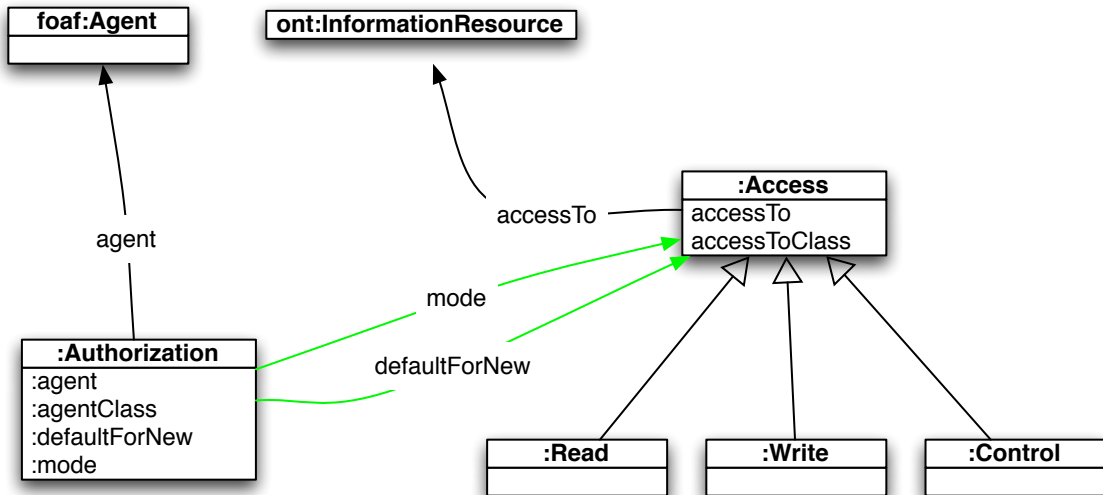 foaf:Agent
ont:InformationResource
:Access
accessTo
accessToClass
accessTo
agent
mode
defaultForNew
:Authorization
:agent
:agentClass
:defaultForNew
:mode
:Read
:Write
:Control